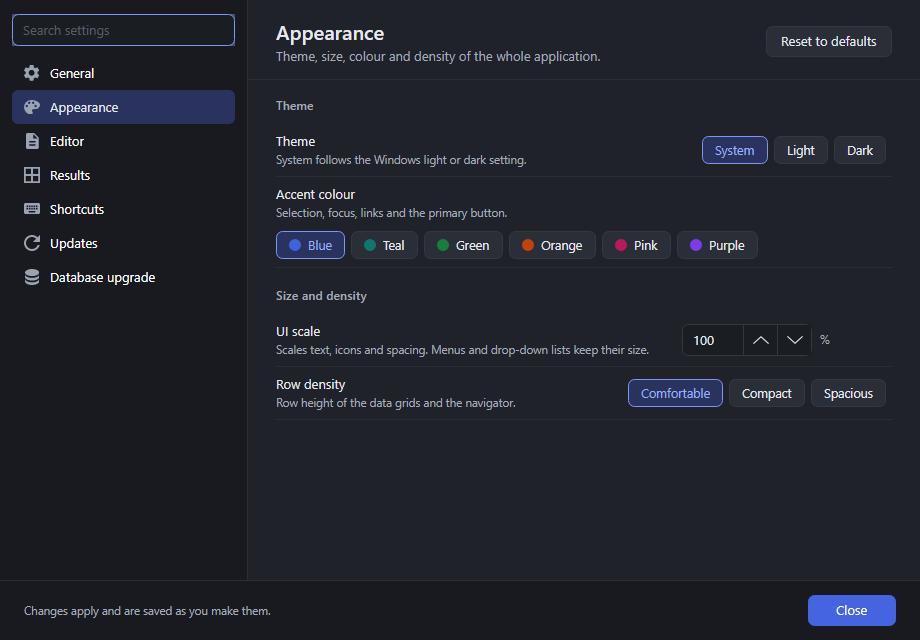 Search settings
General
Appearance
Editor
Results
Shortcuts
Updates
Database upgrade
Appearance
Theme, size, colour and density of the whole application.
Reset to defaults
Theme
Theme
System follows the Windows light or dark setting.
System Light Dark
Accent colour
Selection, focus, links and the primary button.
Blue Teal Green Orange Pink Purple
Size and density
UI scale
Scales text, icons and spacing. Menus and drop-down lists keep their size.
100 %
Row density
Row height of the data grids and the navigator.
Comfortable Compact Spacious
Changes apply and are saved as you make them.
Close